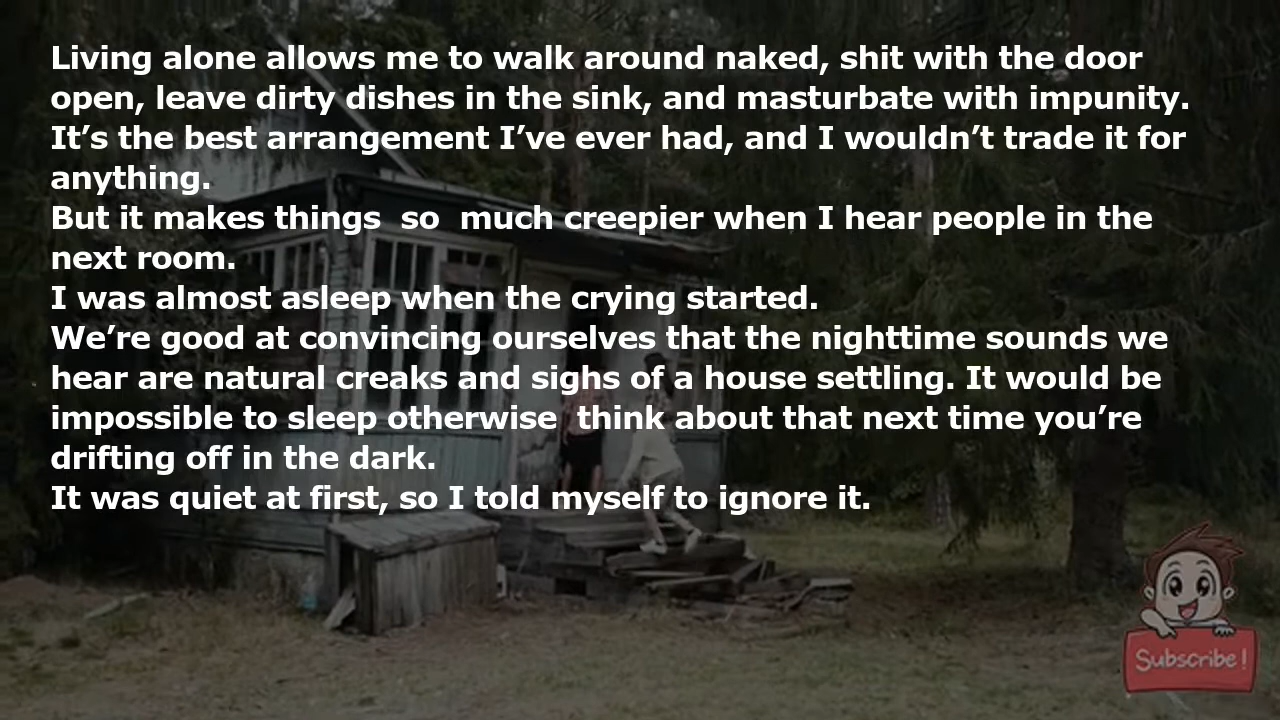 Living alone allows me to walk around naked, shit with the door
open, leave dirty dishes in the sink, and masturbate with impunity.
It’s the best arrangement I’ve ever had, and I wouldn’t trade it for
anything.
But it makes things  so  much creepier when I hear people in the
next room.
I was almost asleep when the crying started.
We’re good at convincing ourselves that the nighttime sounds we
hear are natural creaks and sighs of a house settling. It would be
impossible to sleep otherwise  think about that next time you’re
drifting off in the dark.
It was quiet at first, so I told myself to ignore it.
Subscribe!